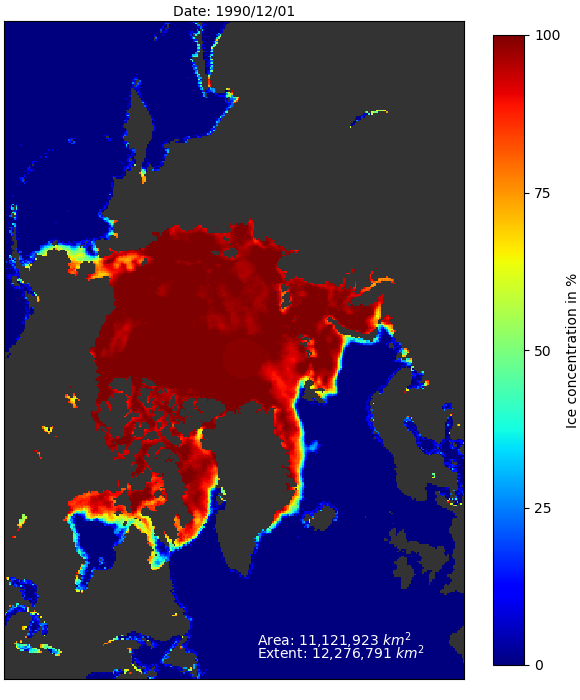 Date: 1990/12/01
100
75
50
25
0
Ice concentration in %
Area: 11,121,923 km²
Extent: 12,276,791 km²